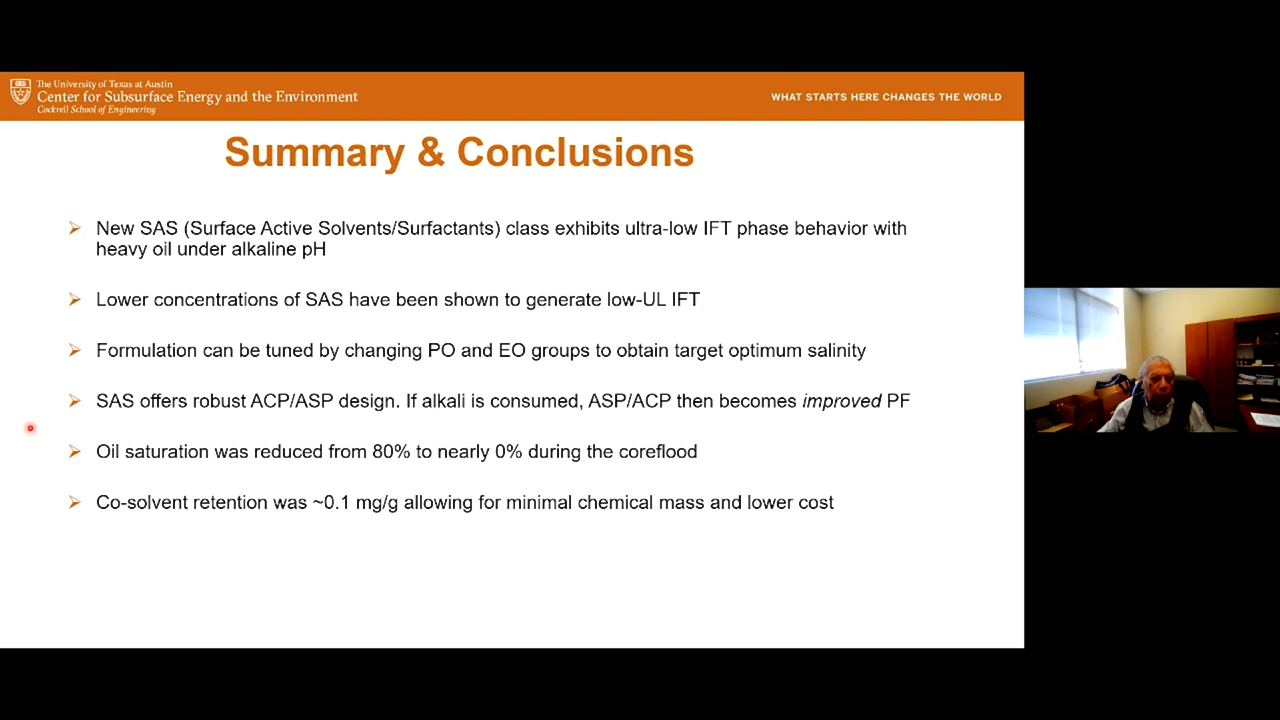 The University of Texas at Austin
Center for Subsurface Energy and the Environment
Cockrell School of Engineering
WHAT STARTS HERE CHANGES THE WORLD
Summary & Conclusions
New SAS (Surface Active Solvents/Surfactants) class exhibits ultra-low IFT phase behavior with
heavy oil under alkaline pH
Lower concentrations of SAS have been shown to generate low-UL IFT
Formulation can be tuned by changing PO and EO groups to obtain target optimum salinity
SAS offers robust ACP/ASP design. If alkali is consumed, ASP/ACP then becomes improved PF
Oil saturation was reduced from 80% to nearly 0% during the coreflood
Co-solvent retention was ~0.1 mg/g allowing for minimal chemical mass and lower cost